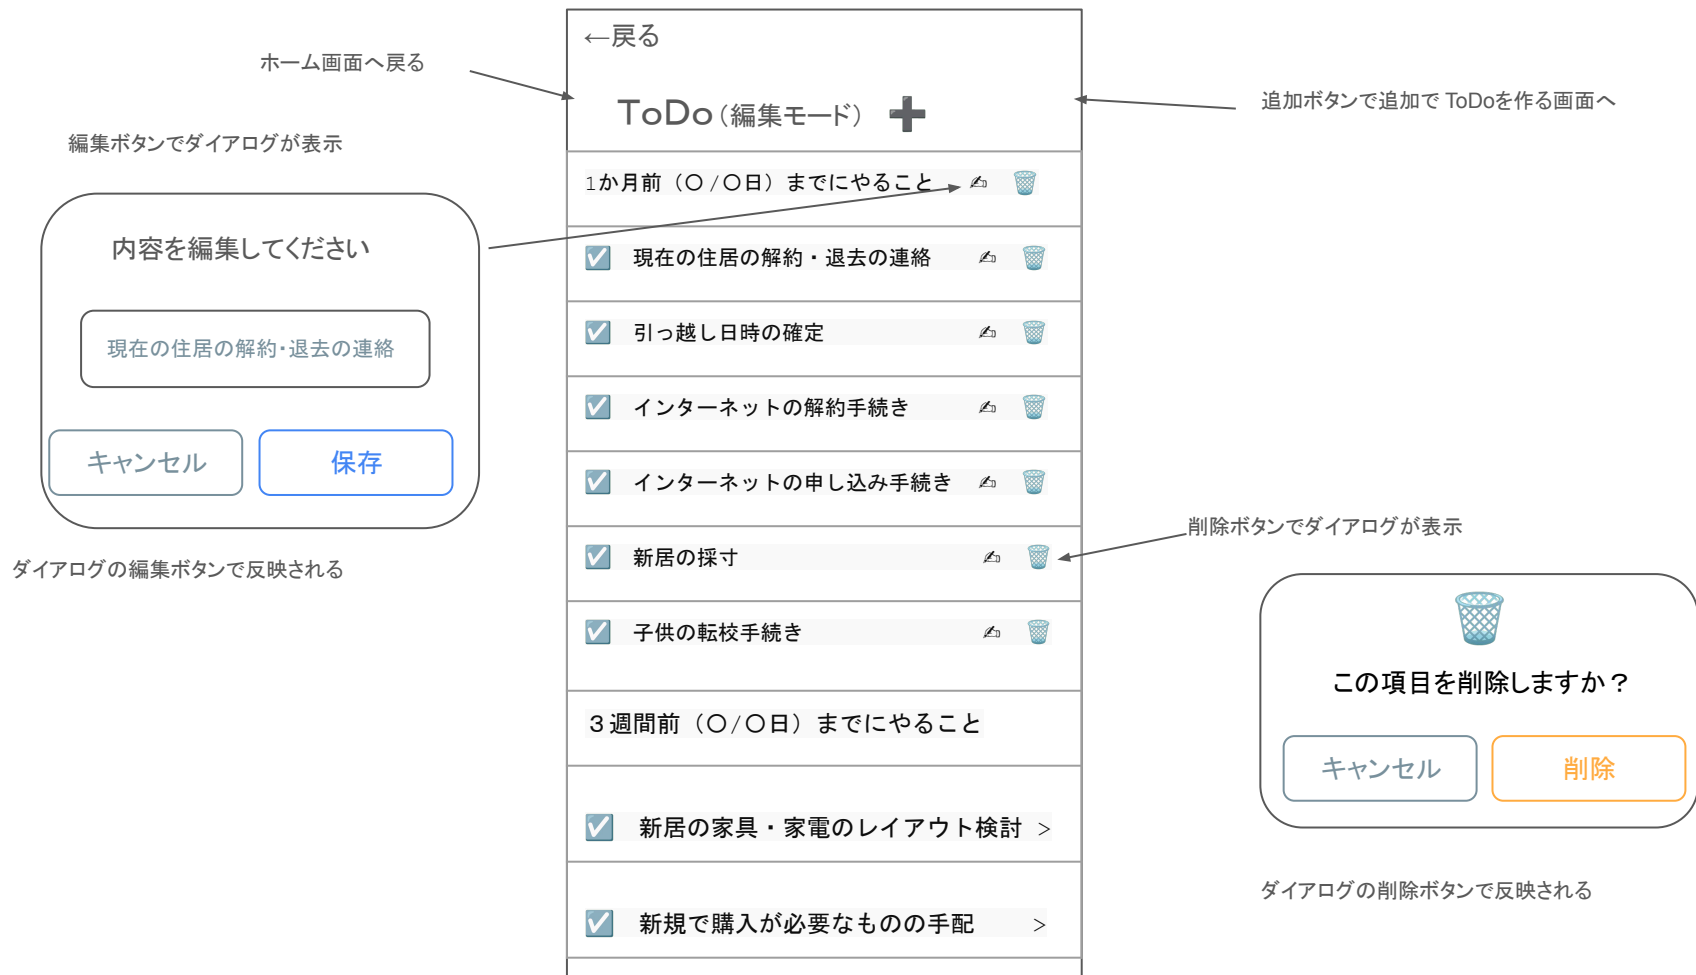 ←戻る
ホーム画面へ戻る
追加ボタンで追加で ToDoを作る画面へ
ToDo（編集モード） ➕
編集ボタンでダイアログが表示
1か月前（〇/〇日）までにやること ✍ 🗑️
内容を編集してください
現在の住居の解約・退去の連絡
キャンセル
保存
ダイアログの編集ボタンで反映される
☑️ 現在の住居の解約・退去の連絡 ✍ 🗑️
☑️ 引っ越し日時の確定 ✍ 🗑️
☑️ インターネットの解約手続き ✍ 🗑️
☑️ インターネットの申し込み手続き ✍ 🗑️
☑️ 新居の採寸 ✍ 🗑️
☑️ 子供の転校手続き ✍ 🗑️
３週間前（〇/〇日）までにやること
☑️ 新居の家具・家電のレイアウト検討 >
☑️ 新規で購入が必要なものの手配 >
削除ボタンでダイアログが表示
🗑️
この項目を削除しますか？
キャンセル
削除
ダイアログの削除ボタンで反映される